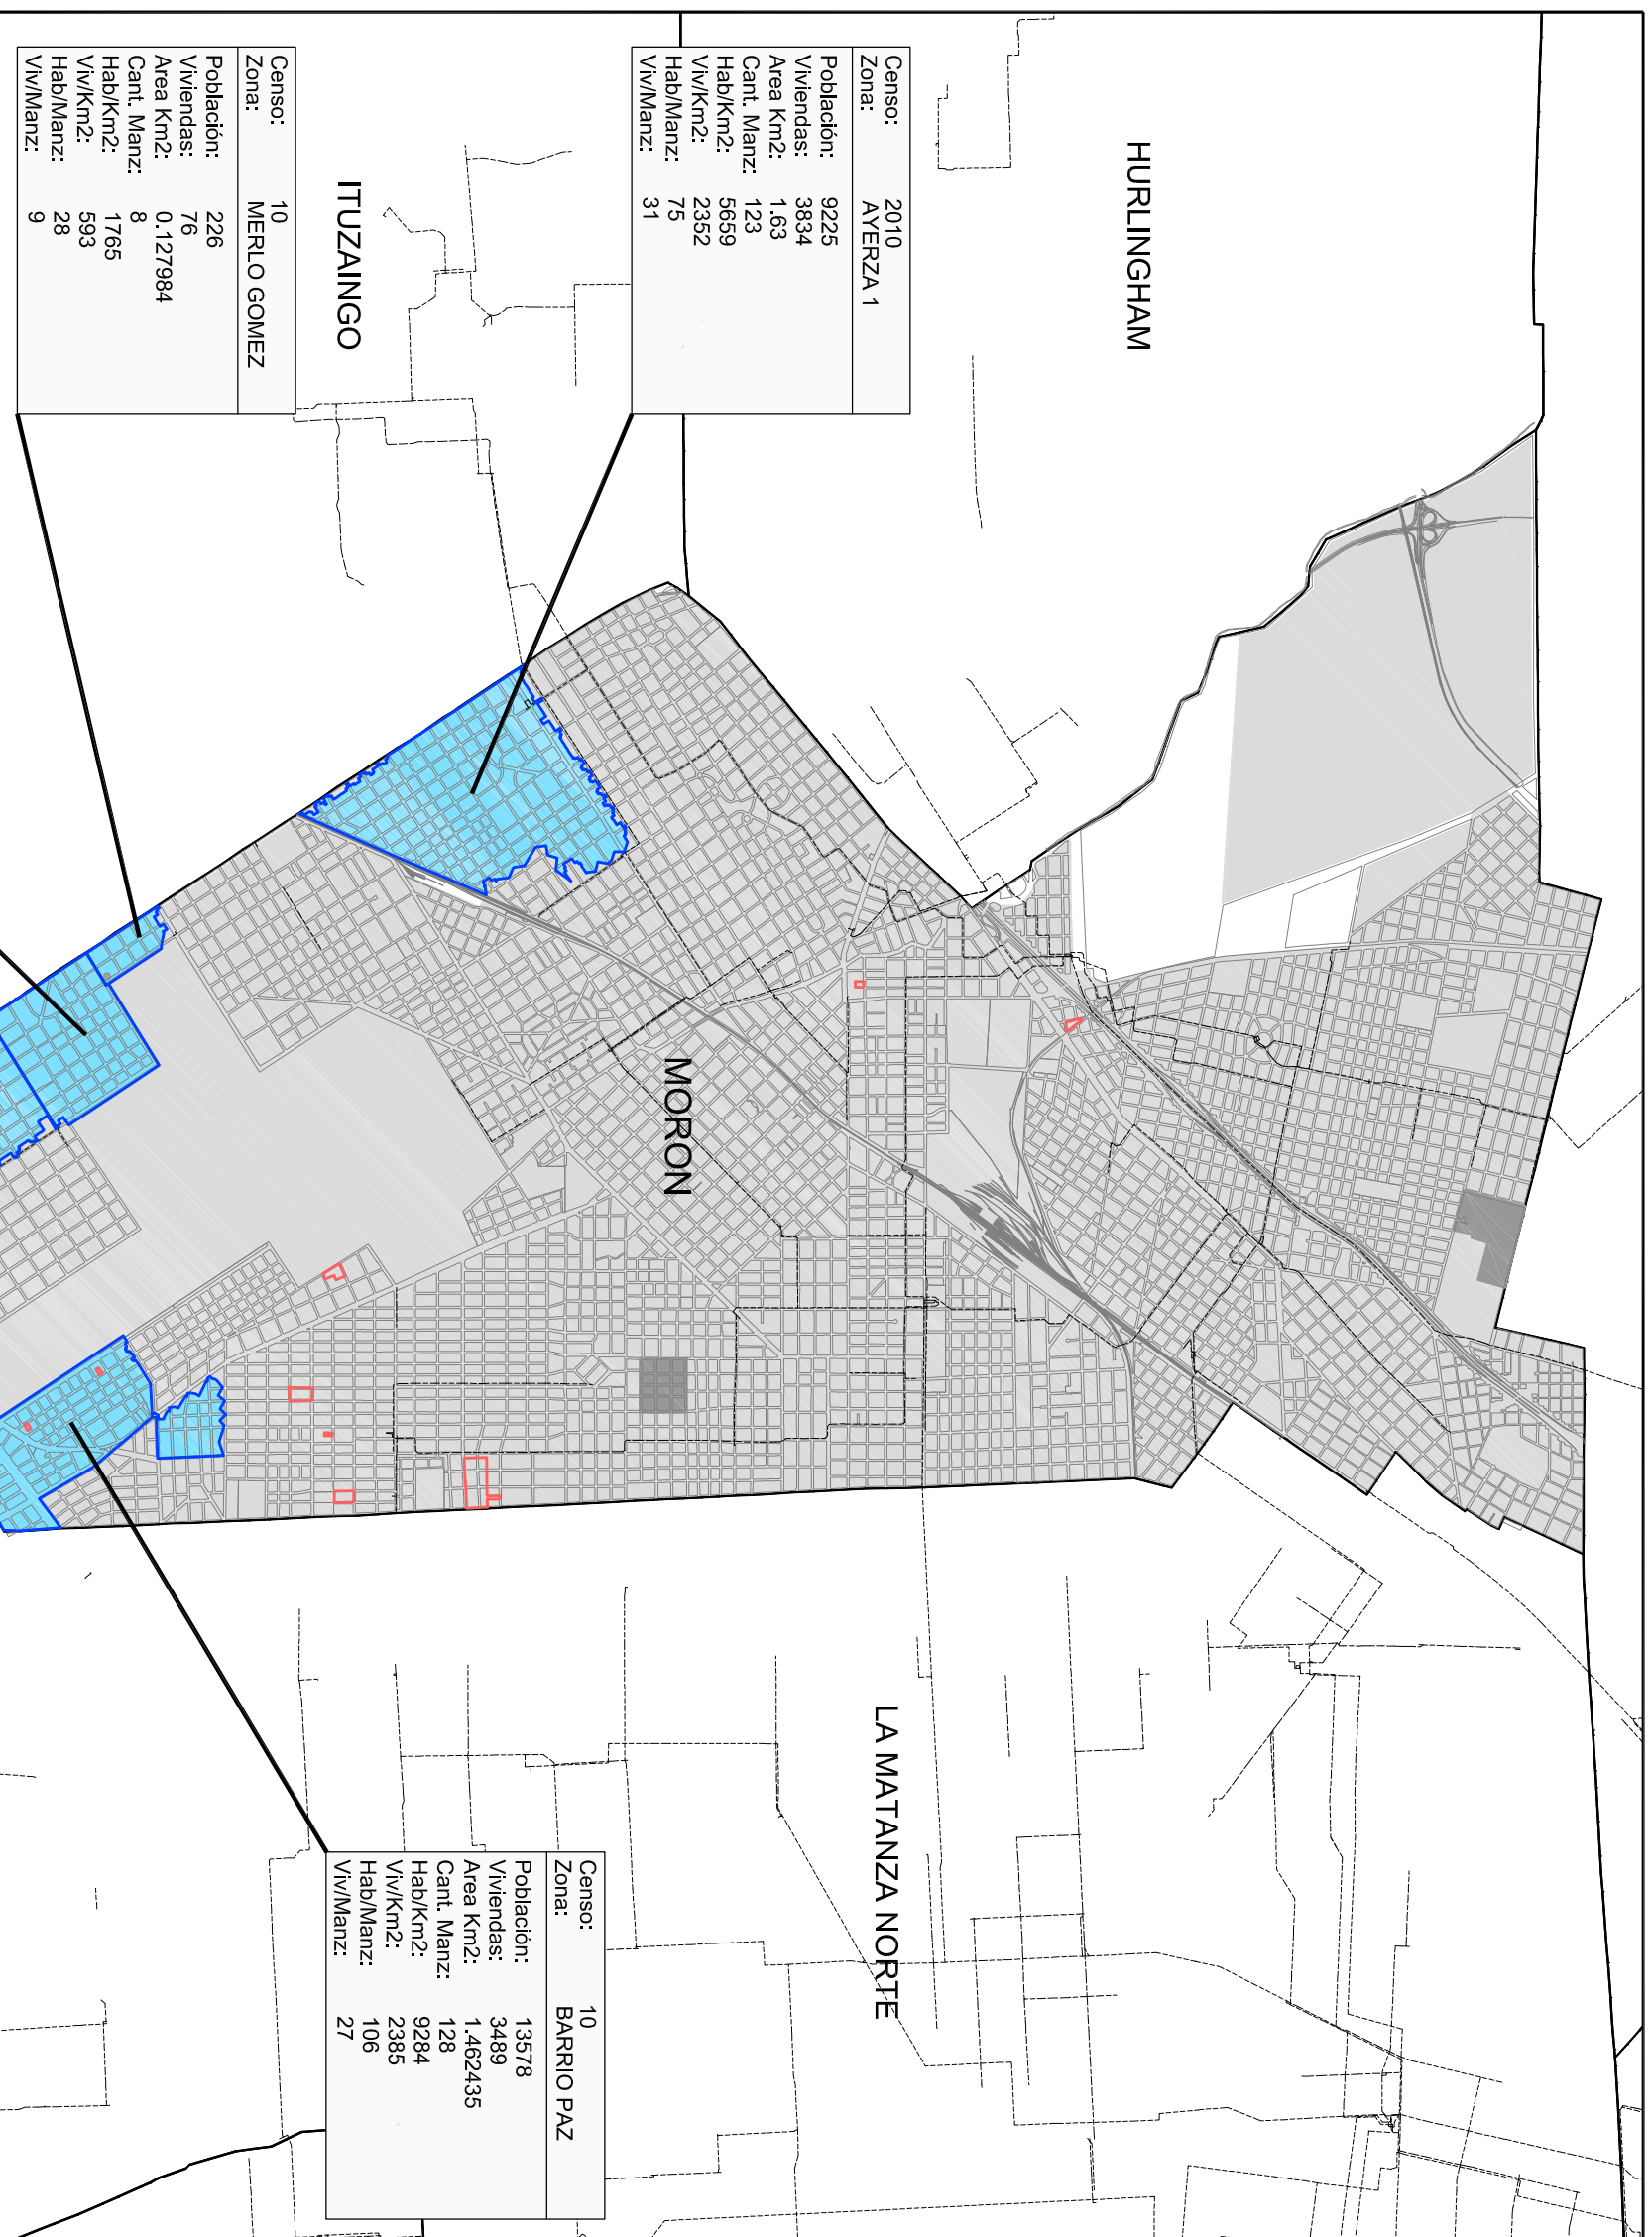 HURLINGHAM
Censo: 2010
Zona: AYERZA 1
Población: 9225
Viviendas: 3834
Area Km2: 1.63
Cant. Manz: 123
Hab/Km2: 5659
Viv/Km2: 2352
Hab/Manz: 75
Viv/Manz: 31
ITUZAINGO
Censo: 10
Zona: MERLO GOMEZ
Población: 226
Viviendas: 76
Area Km2: 0.127984
Cant. Manz: 8
Hab/Km2: 1765
Viv/Km2: 593
Hab/Manz: 28
Viv/Manz: 9
MORON
LA MATANZA NORTE
Censo: 10
Zona: BARRIO PAZ
Población: 13578
Viviendas: 3489
Area Km2: 1.462435
Cant. Manz: 128
Hab/Km2: 9284
Viv/Km2: 2385
Hab/Manz: 106
Viv/Manz: 27